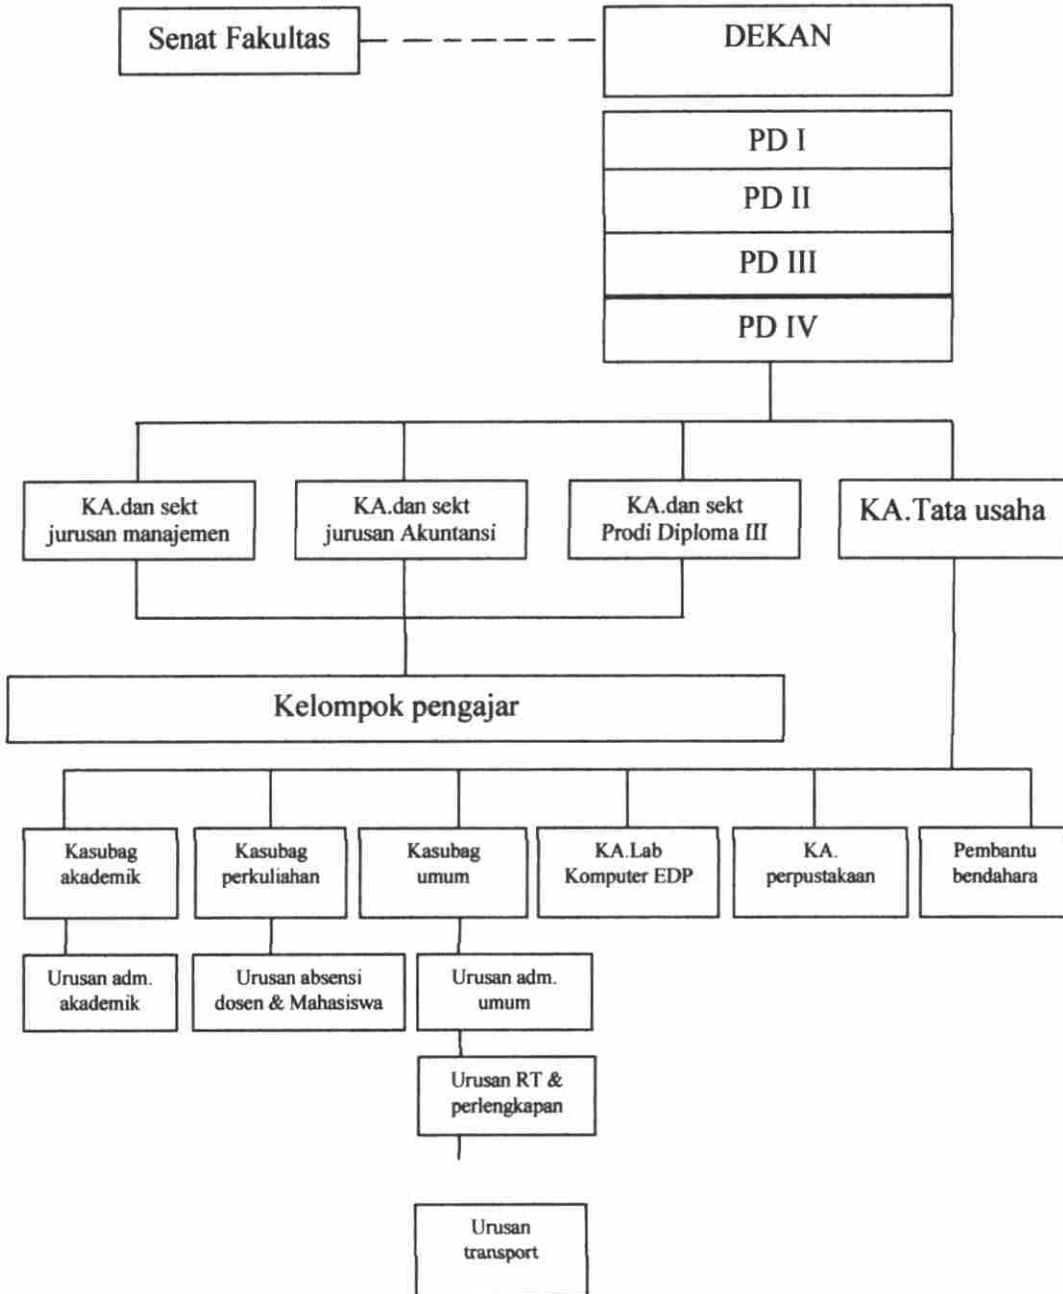 Senat Fakultas
DEKAN
PD I
PD II
PD III
PD IV
KA.dan sekt
jurusan manajemen
KA.dan sekt
jurusan Akuntansi
KA.dan sekt
Prodi Diploma III
KA.Tata usaha
Kelompok pengajar
Kasubag
akademik
Kasubag
perkuliahan
Kasubag
umum
KA.Lab
Komputer EDP
KA.
perpustakaan
Pembantu
bendahara
Urusan adm.
akademik
Urusan absensi
dosen & Mahasiswa
Urusan adm.
umum
Urusan RT &
perlengkapan
Urusan
transport